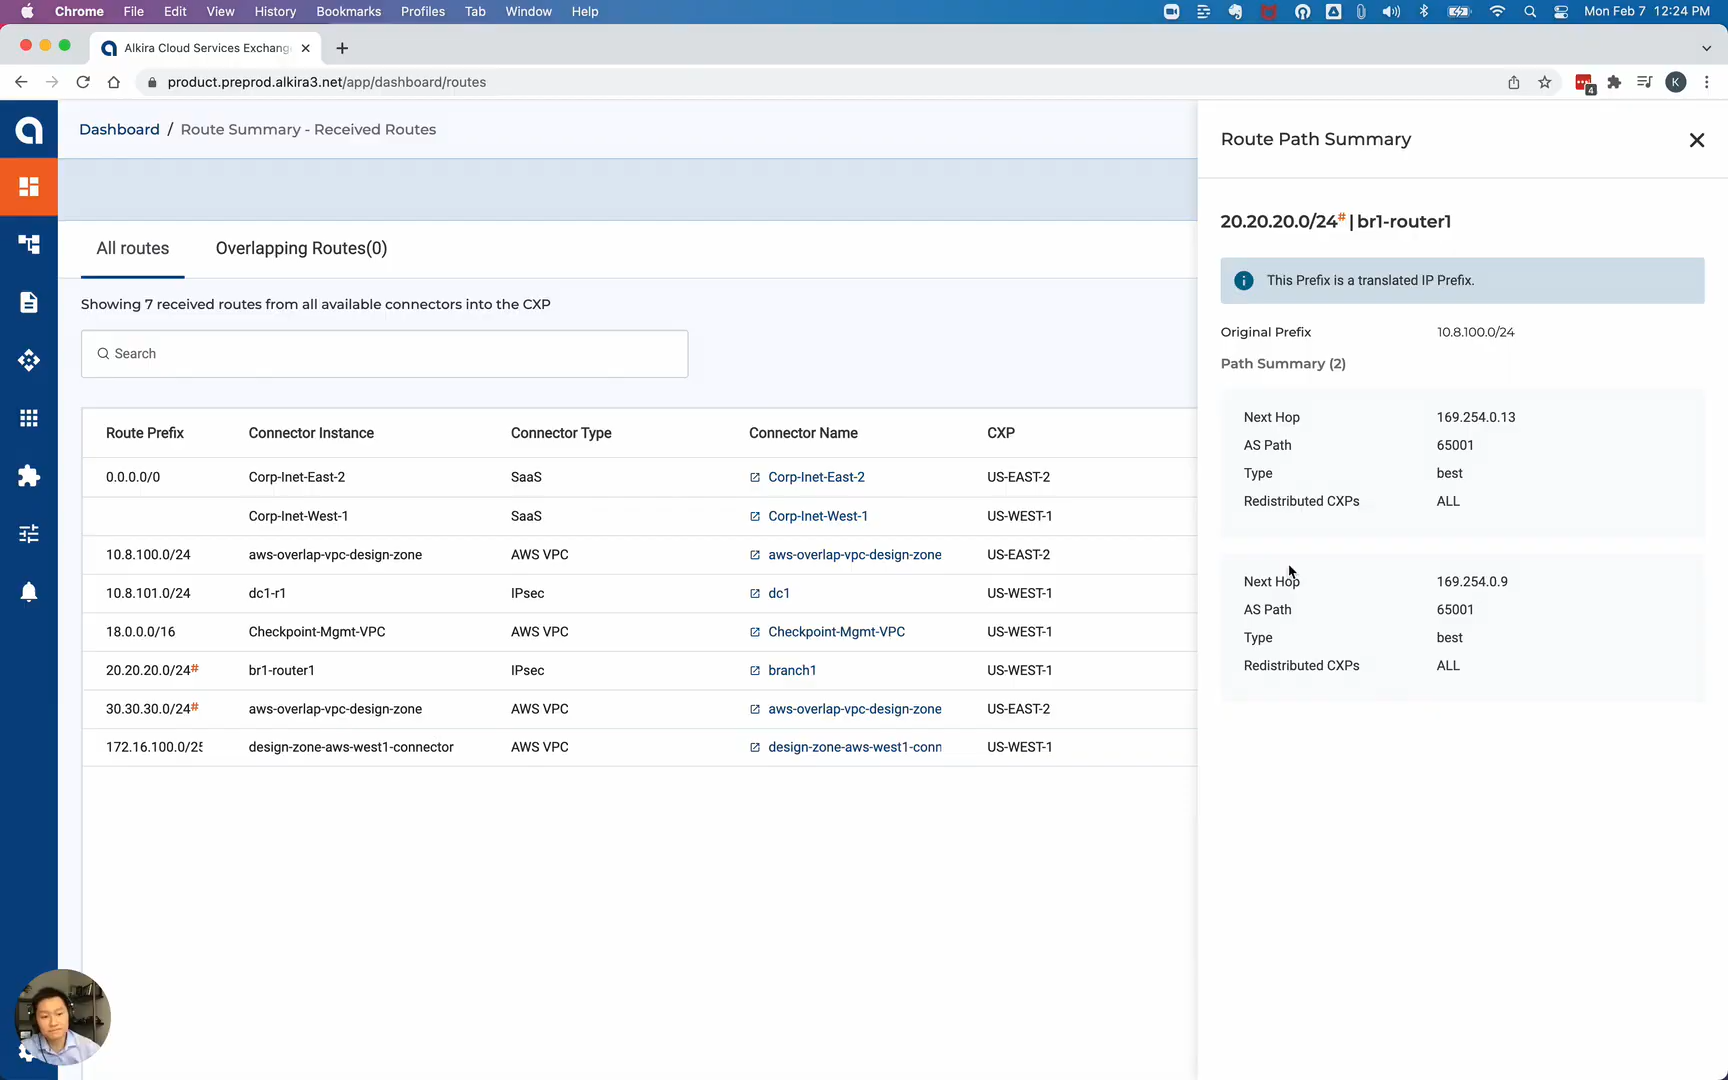 Chrome File Edit View History Bookmarks Profiles Tab Window Help Mon Feb 7 12:24 PM
Alkira Cloud Services Exchang
product.preprod.alkira3.net/app/dashboard/routes
4
K
Dashboard / Route Summary - Received Routes
All routes Overlapping Routes(0)
Showing 7 received routes from all available connectors into the CXP
Search
Route Prefix Connector Instance Connector Type Connector Name CXP
0.0.0.0/0 Corp-Inet-East-2 SaaS Corp-Inet-East-2 US-EAST-2
Corp-Inet-West-1 SaaS Corp-Inet-West-1 US-WEST-1
10.8.100.0/24 aws-overlap-vpc-design-zone AWS VPC aws-overlap-vpc-design-zone US-EAST-2
10.8.101.0/24 dc1-r1 IPsec dc1 US-WEST-1
18.0.0.0/16 Checkpoint-Mgmt-VPC AWS VPC Checkpoint-Mgmt-VPC US-WEST-1
20.20.20.0/24# br1-router1 IPsec branch1 US-WEST-1
30.30.30.0/24# aws-overlap-vpc-design-zone AWS VPC aws-overlap-vpc-design-zone US-EAST-2
172.16.100.0/25 design-zone-aws-west1-connector AWS VPC design-zone-aws-west1-conn US-WEST-1
Route Path Summary
20.20.20.0/24# | br1-router1
This Prefix is a translated IP Prefix.
Original Prefix 10.8.100.0/24
Path Summary (2)
Next Hop 169.254.0.13
AS Path 65001
Type best
Redistributed CXPs ALL
Next Hop 169.254.0.9
AS Path 65001
Type best
Redistributed CXPs ALL